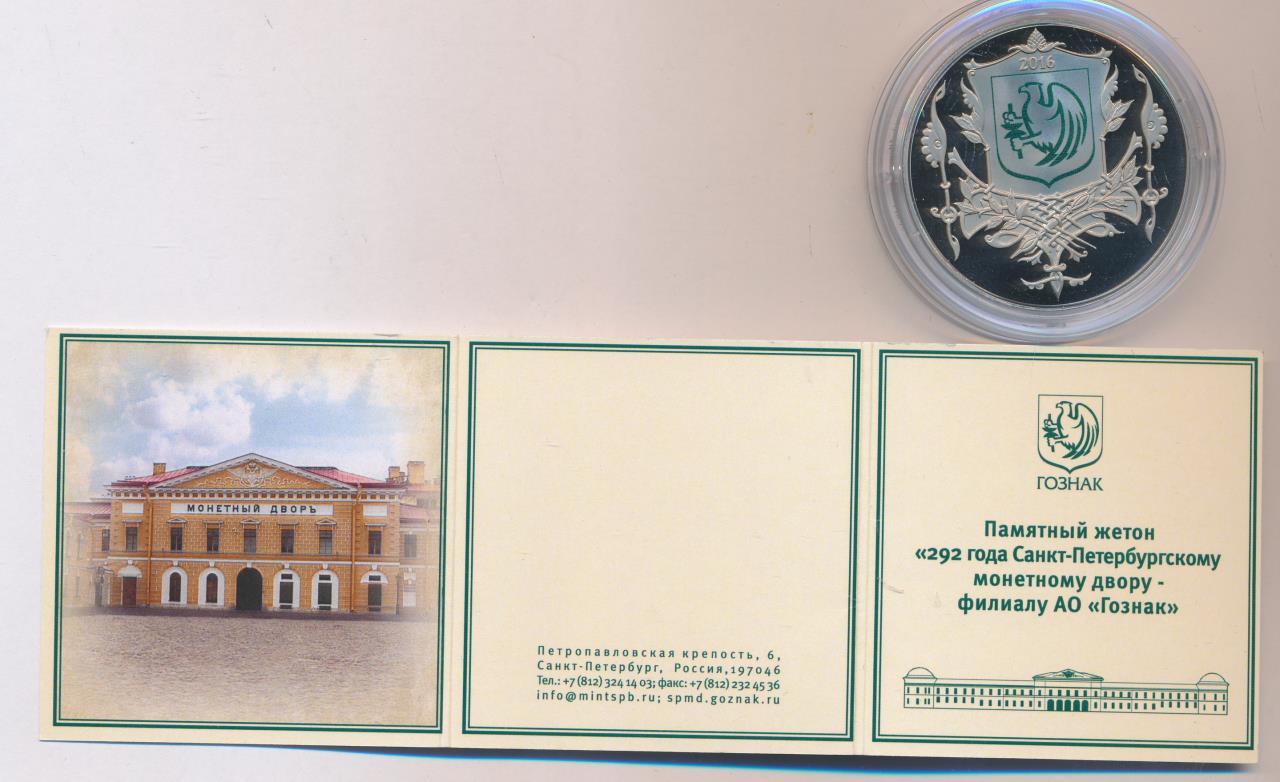 2016
МОНЕТНЫЙ ДВОРЪ
Петропавловская крепость, 6,
Санкт-Петербург, Россия,197046
Тел.: +7 (812) 324 14 03; факс: +7 (812) 232 45 36
info@mintspb.ru; spmd.goznak.ru
ГОЗНАК
Памятный жетон
«292 года Санкт-Петербургскому
монетному двору -
филиалу АО «Гознак»